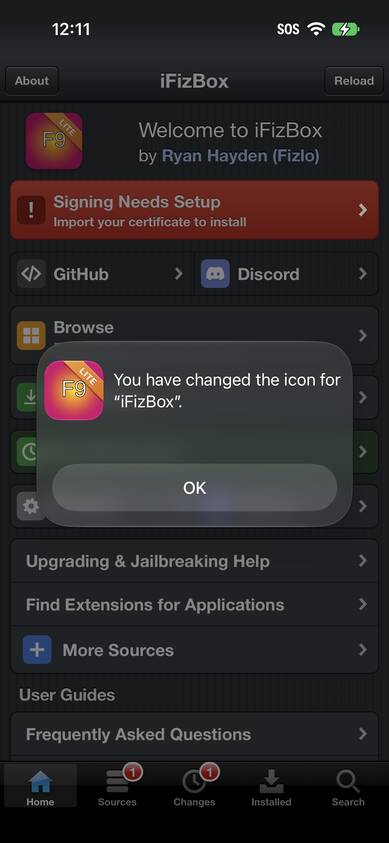 12:11
SOS
About
iFizBox
Reload
F9
LITE
Welcome to iFizBox
by Ryan Hayden (Fizlo)
!
Signing Needs Setup
Import your certificate to install
GitHub
Discord
Browse
F9
LITE
You have changed the icon for
“iFizBox”.
OK
Upgrading & Jailbreaking Help
Find Extensions for Applications
More Sources
User Guides
Frequently Asked Questions
1
1
Home
Sources
Changes
Installed
Search